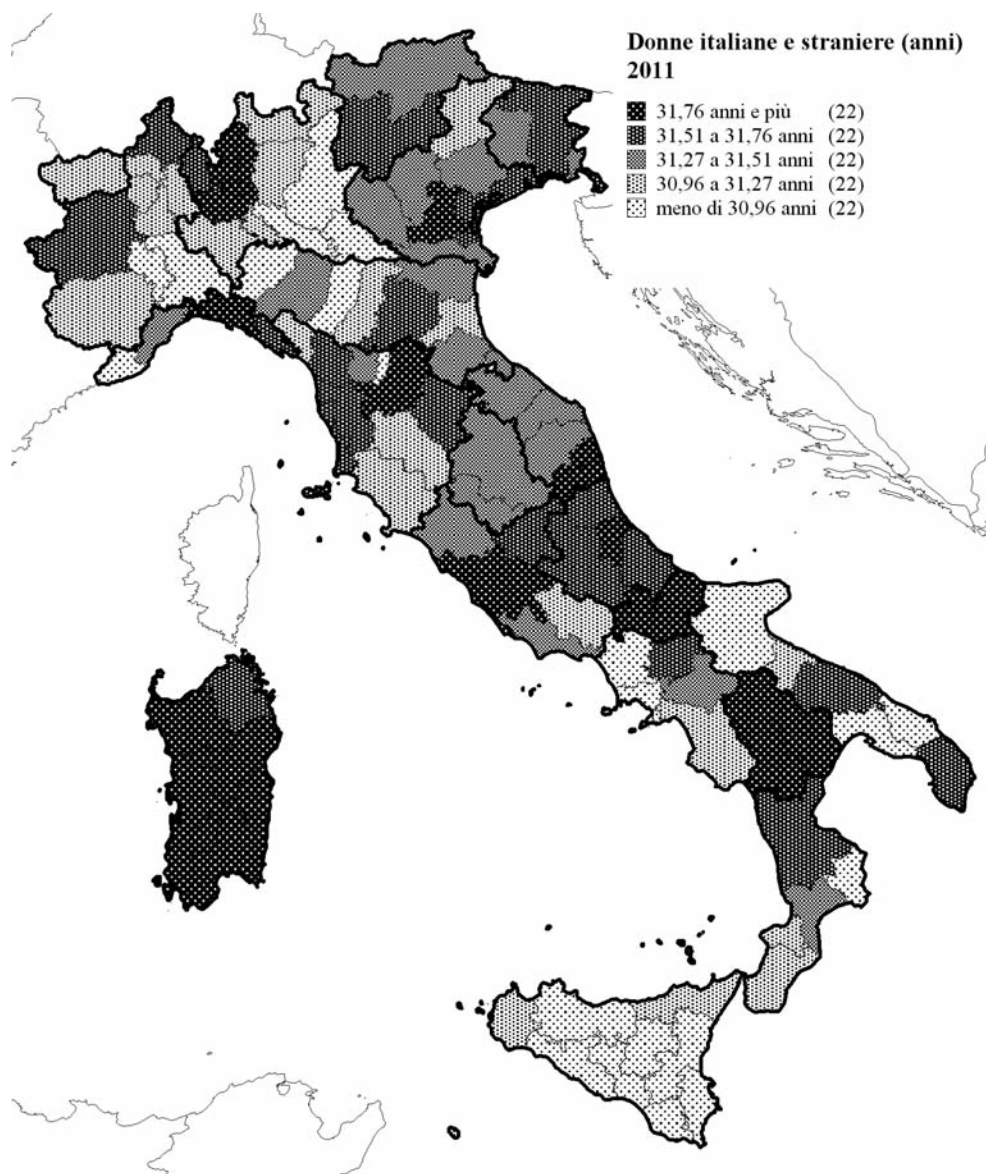 Donne italiane e straniere (anni)
2011
31,76 anni e più (22)
31,51 a 31,76 anni (22)
31,27 a 31,51 anni (22)
30,96 a 31,27 anni (22)
meno di 30,96 anni (22)